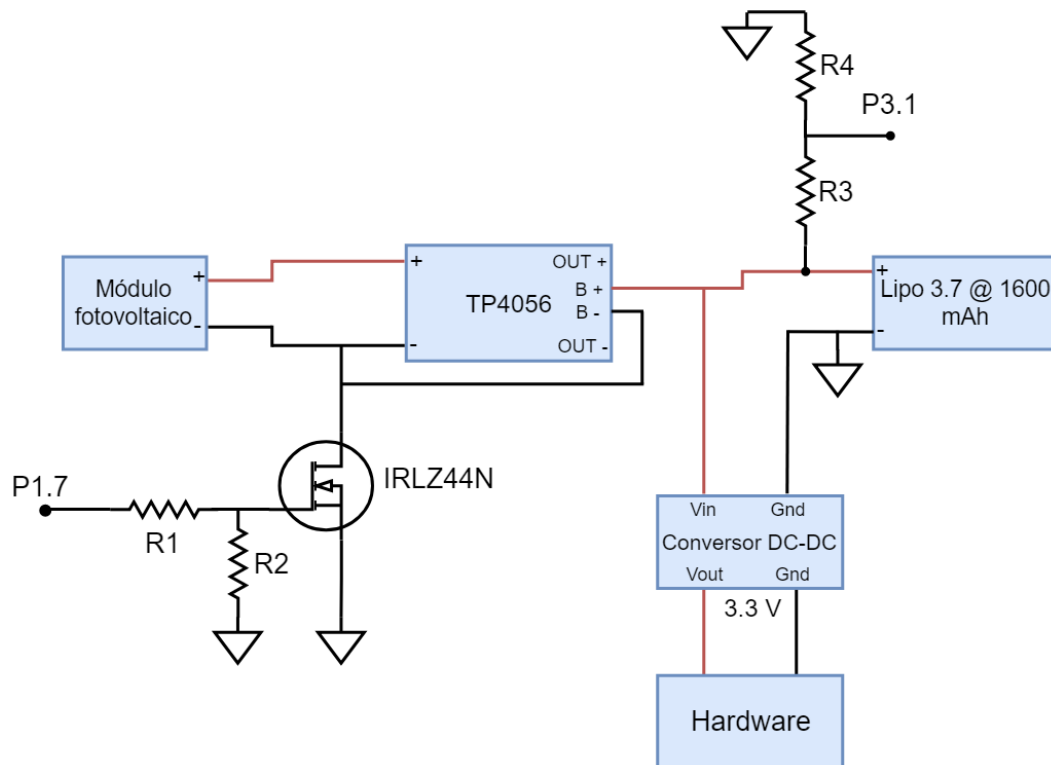 R4
P3.1
R3
+
Módulo
fotovoltaico
-
+
TP4056
-
OUT +
B +
B -
OUT -
+
Lipo 3.7 @ 1600
mAh
-
IRLZ44N
P1.7
R1
R2
Vin Gnd
Conversor DC-DC
Vout Gnd
3.3 V
Hardware